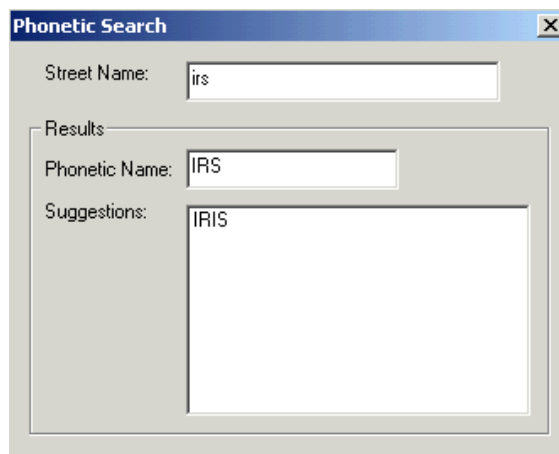 Phonetic Search
Street Name: irs
Results
Phonetic Name: IRS
Suggestions: IRIS